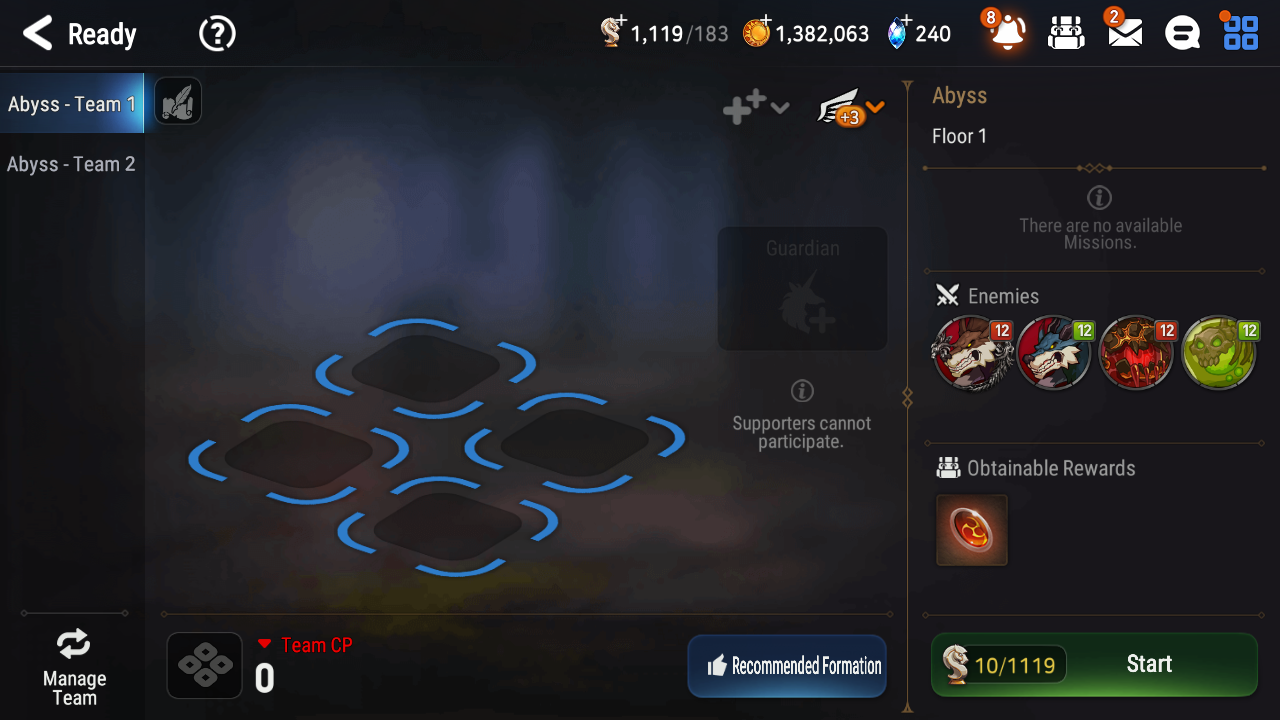 Ready
?
1,119/183
1,382,063
240
8
2
Abyss - Team 1
Abyss - Team 2
+3
Guardian
Supporters cannot
participate.
Abyss
Floor 1
There are no available
Missions.
Enemies
12
12
12
12
Obtainable Rewards
Manage
Team
Team CP
0
Recommended Formation
10/1119
Start